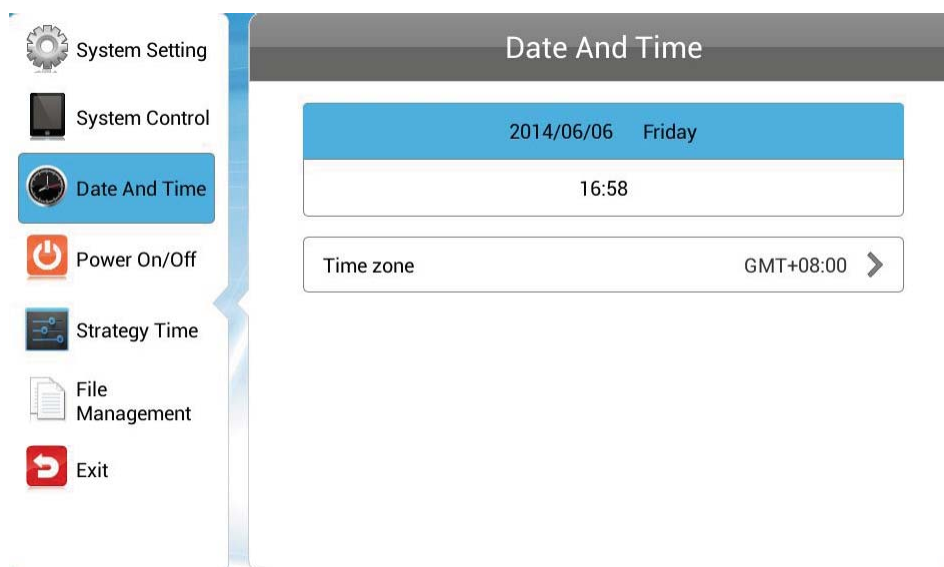 System Setting
System Control
Date And Time
Power On/Off
Strategy Time
File
Management
Exit
Date And Time
2014/06/06 Friday
16:58
Time zone GMT+08:00